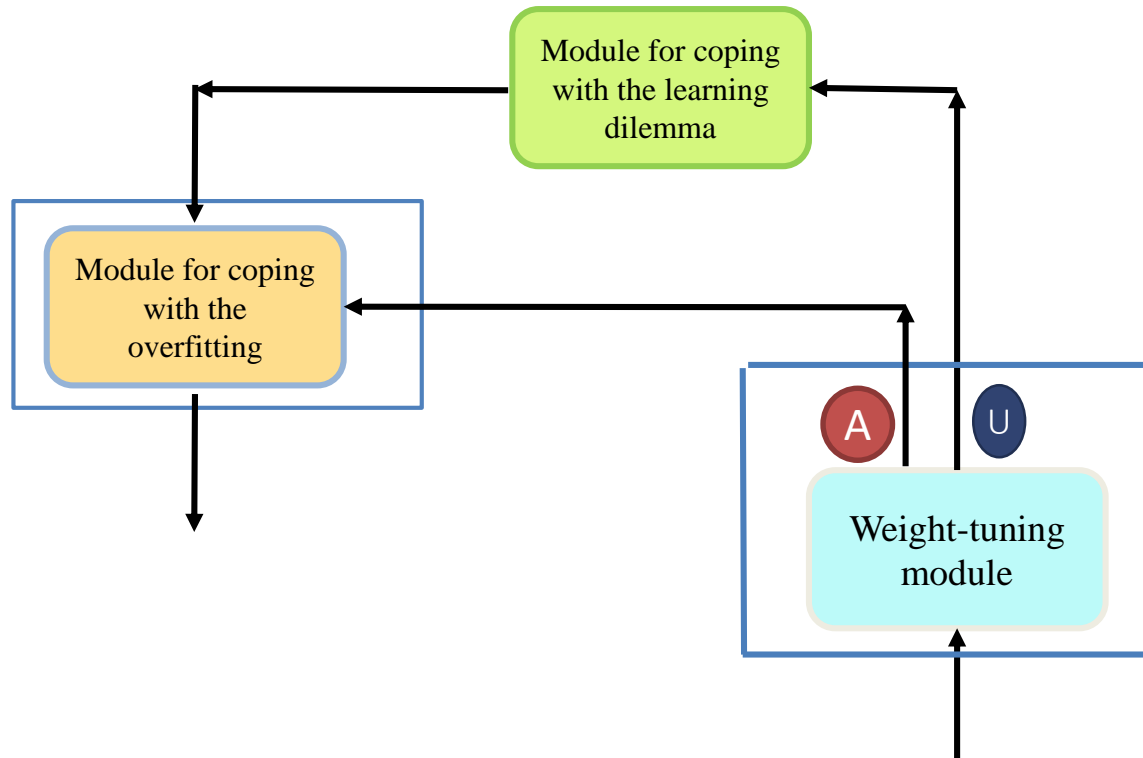 Module for coping
with the learning
dilemma
Module for coping
with the
overfitting
A
U
Weight-tuning
module